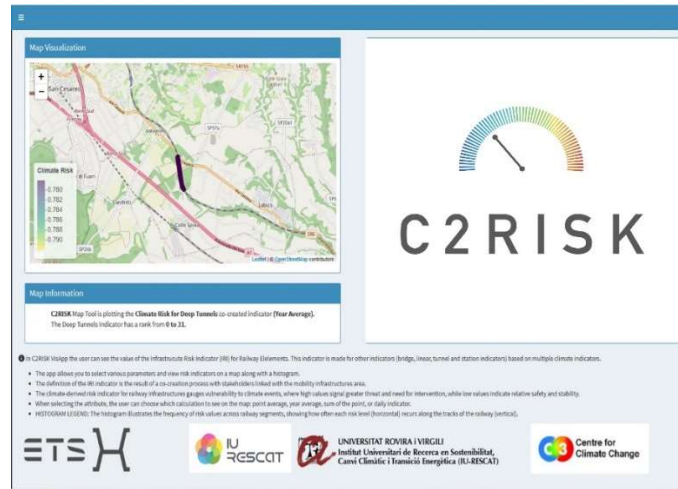 Map Visualization
+
−
San Cesareo
Climate Risk
0.780
0.782
0.784
0.786
0.788
0.790
Labico
Colle Spina
Leaflet | © OpenStreetMap contributors
C2RISK
Map Information
C2RISK Map Tool is plotting the Climate Risk for Deep Tunnels co-created indicator (Year Average).
The Deep Tunnels Indicator has a rank from 0 to 31.
In C2RISK VisApp the user can see the value of the Infrastructure Risk Indicator (IRI) for Railway Elements. This indicator is made for other indicators (bridge, linear, tunnel and station indicators) based on multiple climate indicators.
The app allows you to select various parameters and view risk indicators on a map along with a histogram.
The definition of the IRI indicator is the result of a co-creation process with stakeholders linked with the mobility infrastructures area.
The climate-derived risk indicator for railway infrastructures gauges vulnerability to climate events, where high values signal greater threat and need for intervention, while low values indicate relative safety and stability.
When selecting the attribute, the user can choose which calculation to see on the map: point average, year average, sum of the point, or daily indicator.
HISTOGRAM LEGEND: The histogram illustrates the frequency of risk values across railway segments, showing how often each risk level (horizontal) recurs along the tracks of the railway (vertical).
ETSH
IU
RESCAT
UNIVERSITAT ROVIRA i VIRGILI
Institut Universitari de Recerca en Sostenibilitat,
Canvi Climàtic i Transició Energètica (IU-RESCAT)
C3
Centre for
Climate Change